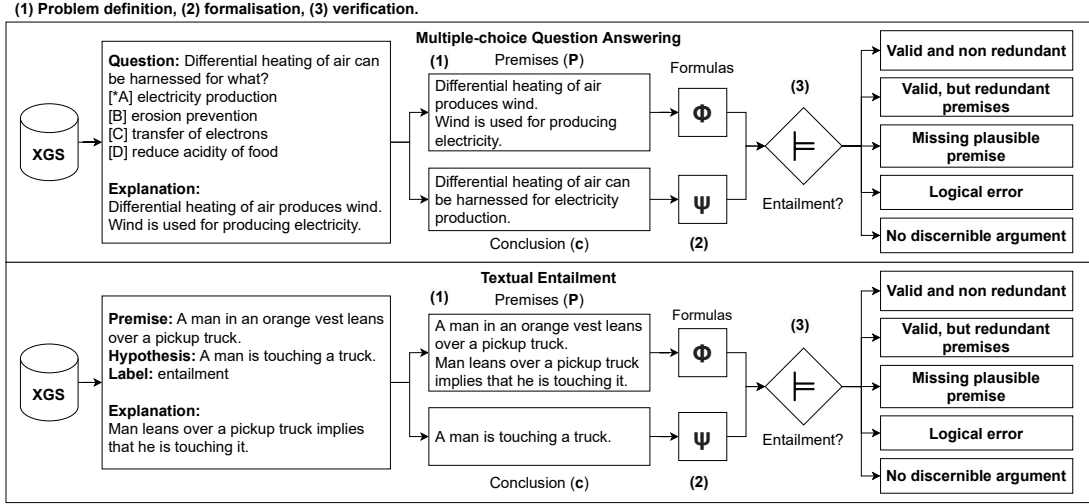 (1) Problem definition, (2) formalisation, (3) verification.
Multiple-choice Question Answering
XGS
Question: Differential heating of air can
be harnessed for what?
[*A] electricity production
[B] erosion prevention
[C] transfer of electrons
[D] reduce acidity of food
Explanation:
Differential heating of air produces wind.
Wind is used for producing electricity.
(1)
Premises (P)
Differential heating of air
produces wind.
Wind is used for producing
electricity.
Differential heating of air can
be harnessed for electricity
production.
Conclusion (c)
Formulas
Φ
Ψ
(2)
(3)
⊨
Entailment?
Valid and non redundant
Valid, but redundant
premises
Missing plausible
premise
Logical error
No discernible argument
Textual Entailment
XGS
Premise: A man in an orange vest leans
over a pickup truck.
Hypothesis: A man is touching a truck.
Label: entailment
Explanation:
Man leans over a pickup truck implies
that he is touching it.
(1)
Premises (P)
A man in an orange vest leans
over a pickup truck.
Man leans over a pickup truck
implies that he is touching it.
A man is touching a truck.
Conclusion (c)
Formulas
Φ
Ψ
(2)
(3)
⊨
Entailment?
Valid and non redundant
Valid, but redundant
premises
Missing plausible
premise
Logical error
No discernible argument